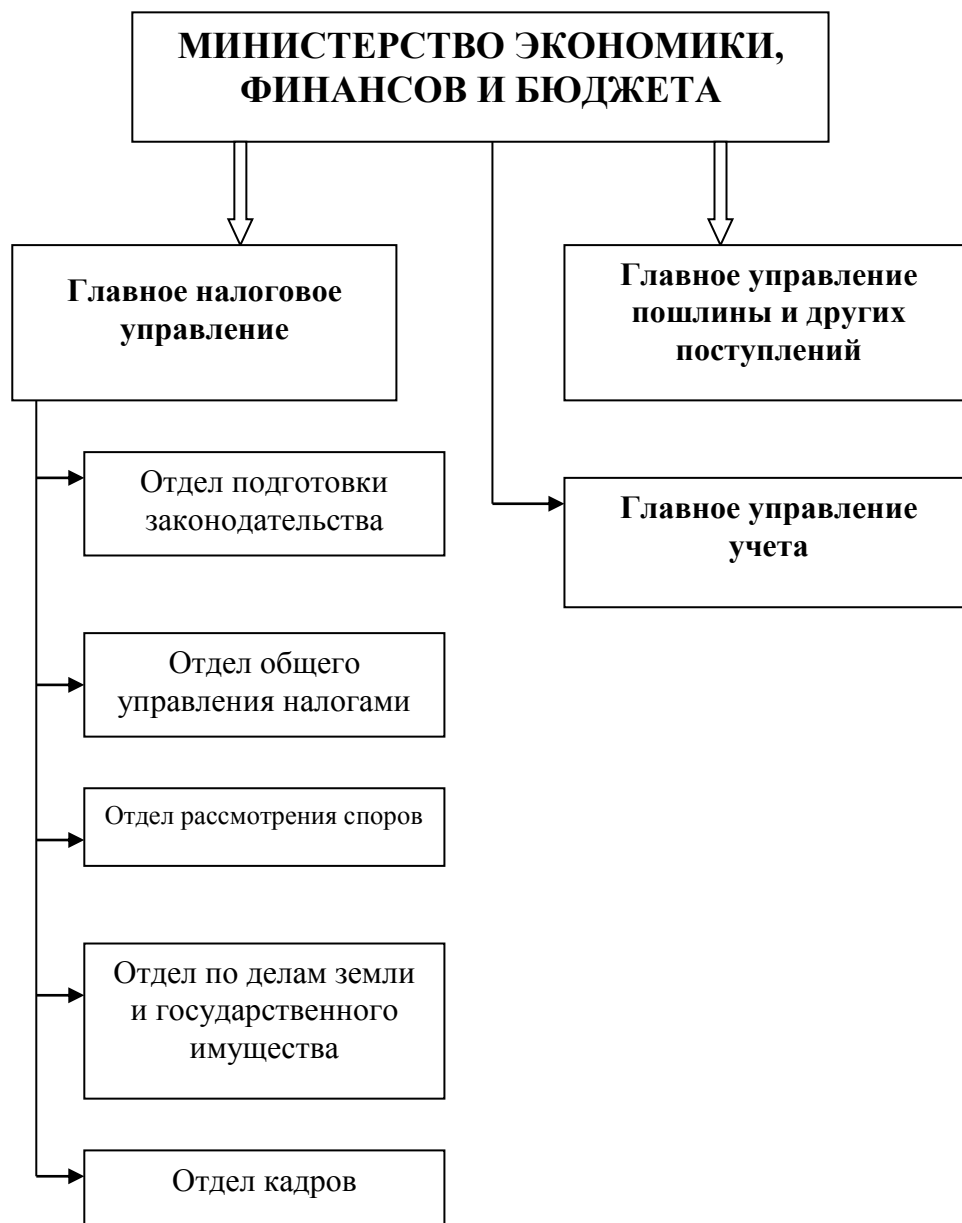 МИНИСТЕРСТВО ЭКОНОМИКИ,
ФИНАНСОВ И БЮДЖЕТА
Главное налоговое
управление
Главное управление
пошлины и других
поступлений
Отдел подготовки
законодательства
Главное управление
учета
Отдел общего
управления налогами
Отдел рассмотрения споров
Отдел по делам земли
и государственного
имущества
Отдел кадров